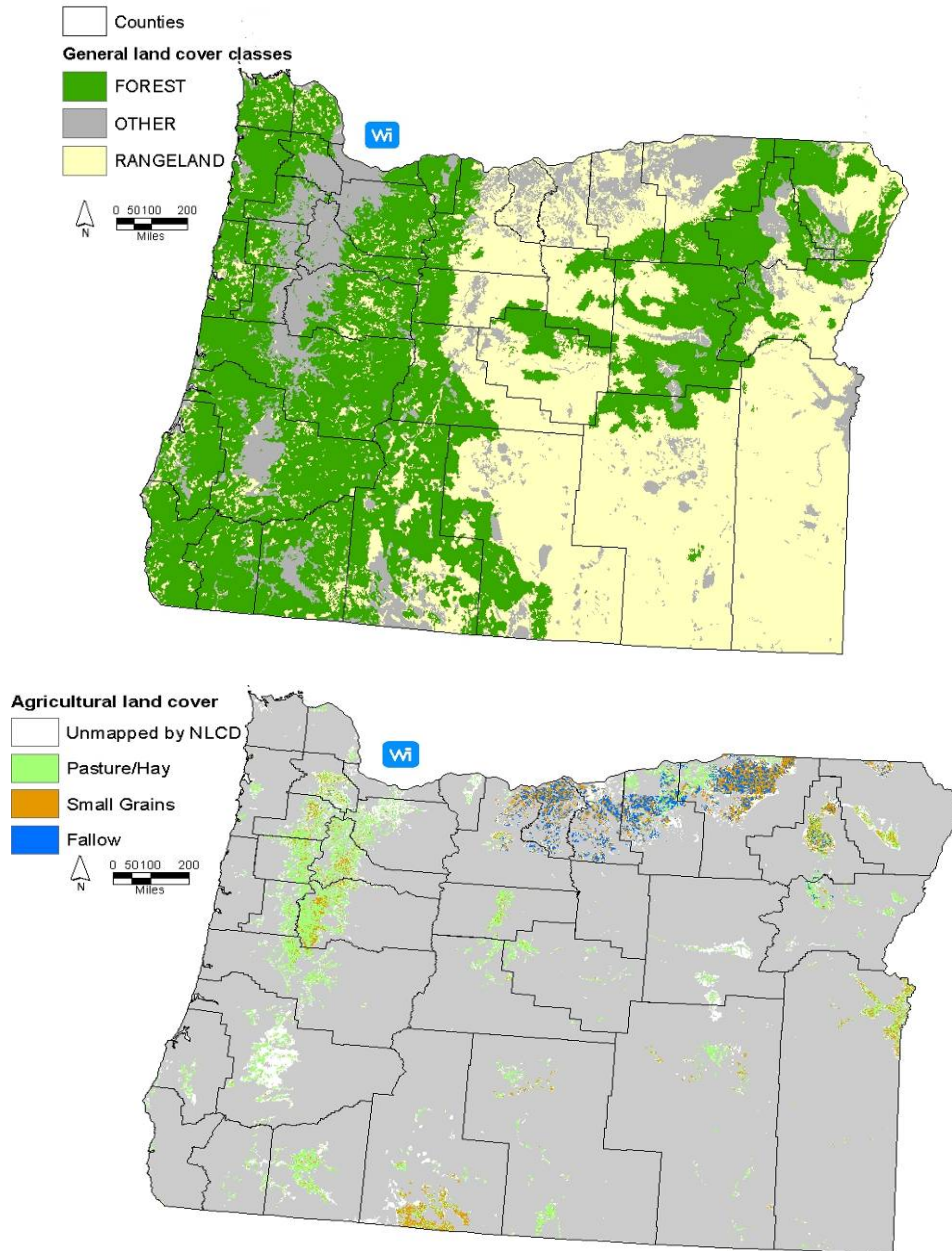 Counties
General land cover classes
FOREST
OTHER
RANGELAND
Wi
N
0 50100 200
Miles
Agricultural land cover
Unmapped by NLCD
Pasture/Hay
Small Grains
Fallow
Wi
N
0 50100 200
Miles